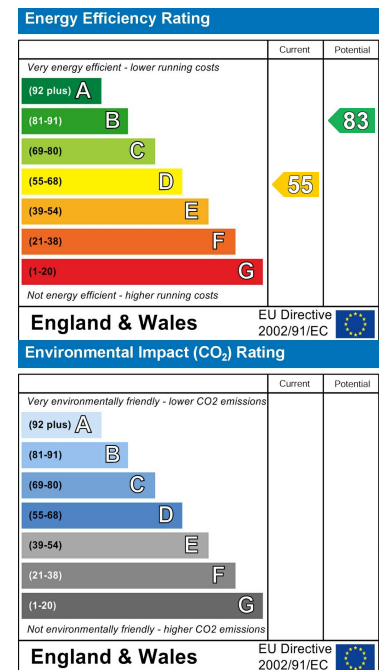 Energy Efficiency Rating
Current Potential
Very energy efficient - lower running costs
(92 plus) A
(81-91) B 83
(69-80) C
(55-68) D 55
(39-54) E
(21-38) F
(1-20) G
Not energy efficient - higher running costs
England & Wales EU Directive 2002/91/EC
Environmental Impact (CO₂) Rating
Current Potential
Very environmentally friendly - lower CO2 emissions
(92 plus) A
(81-91) B
(69-80) C
(55-68) D
(39-54) E
(21-38) F
(1-20) G
Not environmentally friendly - higher CO2 emissions
England & Wales EU Directive 2002/91/EC